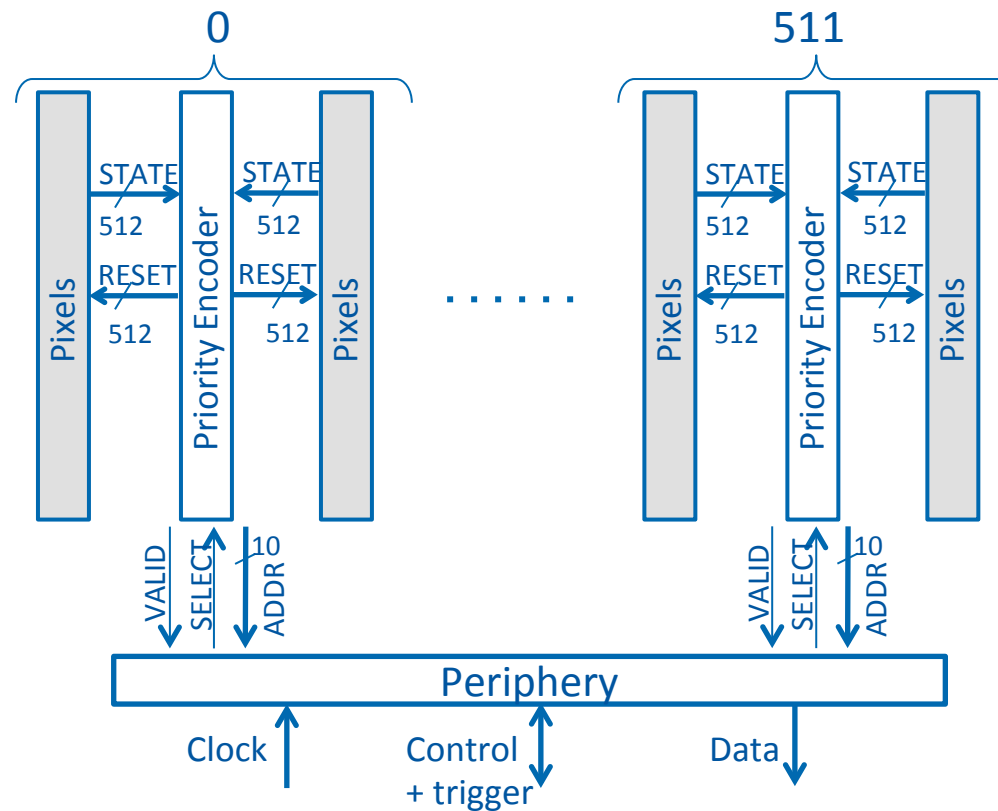 0
511
STATE
STATE
STATE
STATE
512
512
512
512
RESET
RESET
RESET
RESET
512
512
512
512
Pixels
Priority Encoder
Pixels
. . . . . .
Pixels
Priority Encoder
Pixels
VALID
SELECT
10
ADDR
VALID
SELECT
10
ADDR
Periphery
Clock
Control
+ trigger
Data